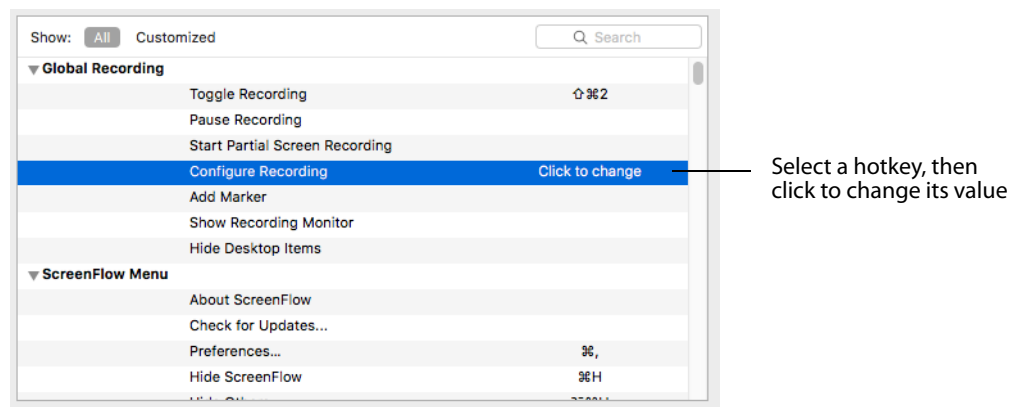 Show: All Customized Search
Global Recording
Toggle Recording ⇧⌘2
Pause Recording
Start Partial Screen Recording
Configure Recording Click to change
Select a hotkey, then
click to change its value
Add Marker
Show Recording Monitor
Hide Desktop Items
ScreenFlow Menu
About ScreenFlow
Check for Updates...
Preferences... ⌘,
Hide ScreenFlow ⌘H